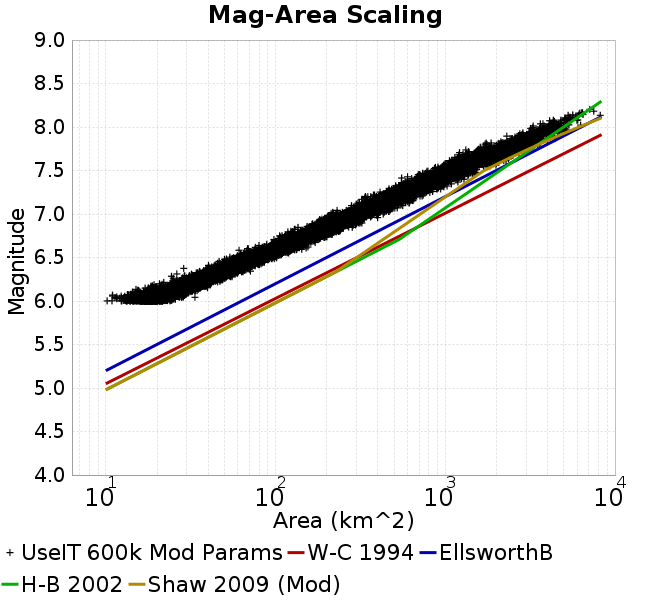 Mag-Area Scaling
9.0
8.5
8.0
7.5
7.0
6.5
6.0
5.5
5.0
4.5
4.0
Magnitude
10^1 10^2 10^3 10^4
Area (km^2)
+ UseIT 600k Mod Params W-C 1994 EllsworthB
H-B 2002 Shaw 2009 (Mod)